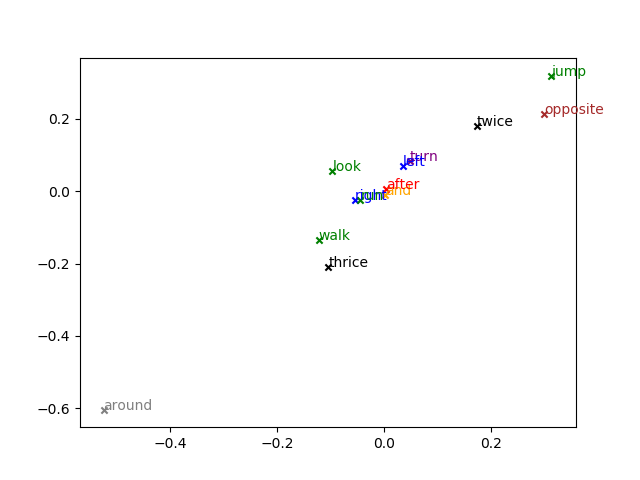 jump
opposite
0.2
twice
turn
left
look
after
and
0.0
right
run
walk
−0.2
thrice
−0.4
around
−0.6
−0.4 −0.2 0.0 0.2